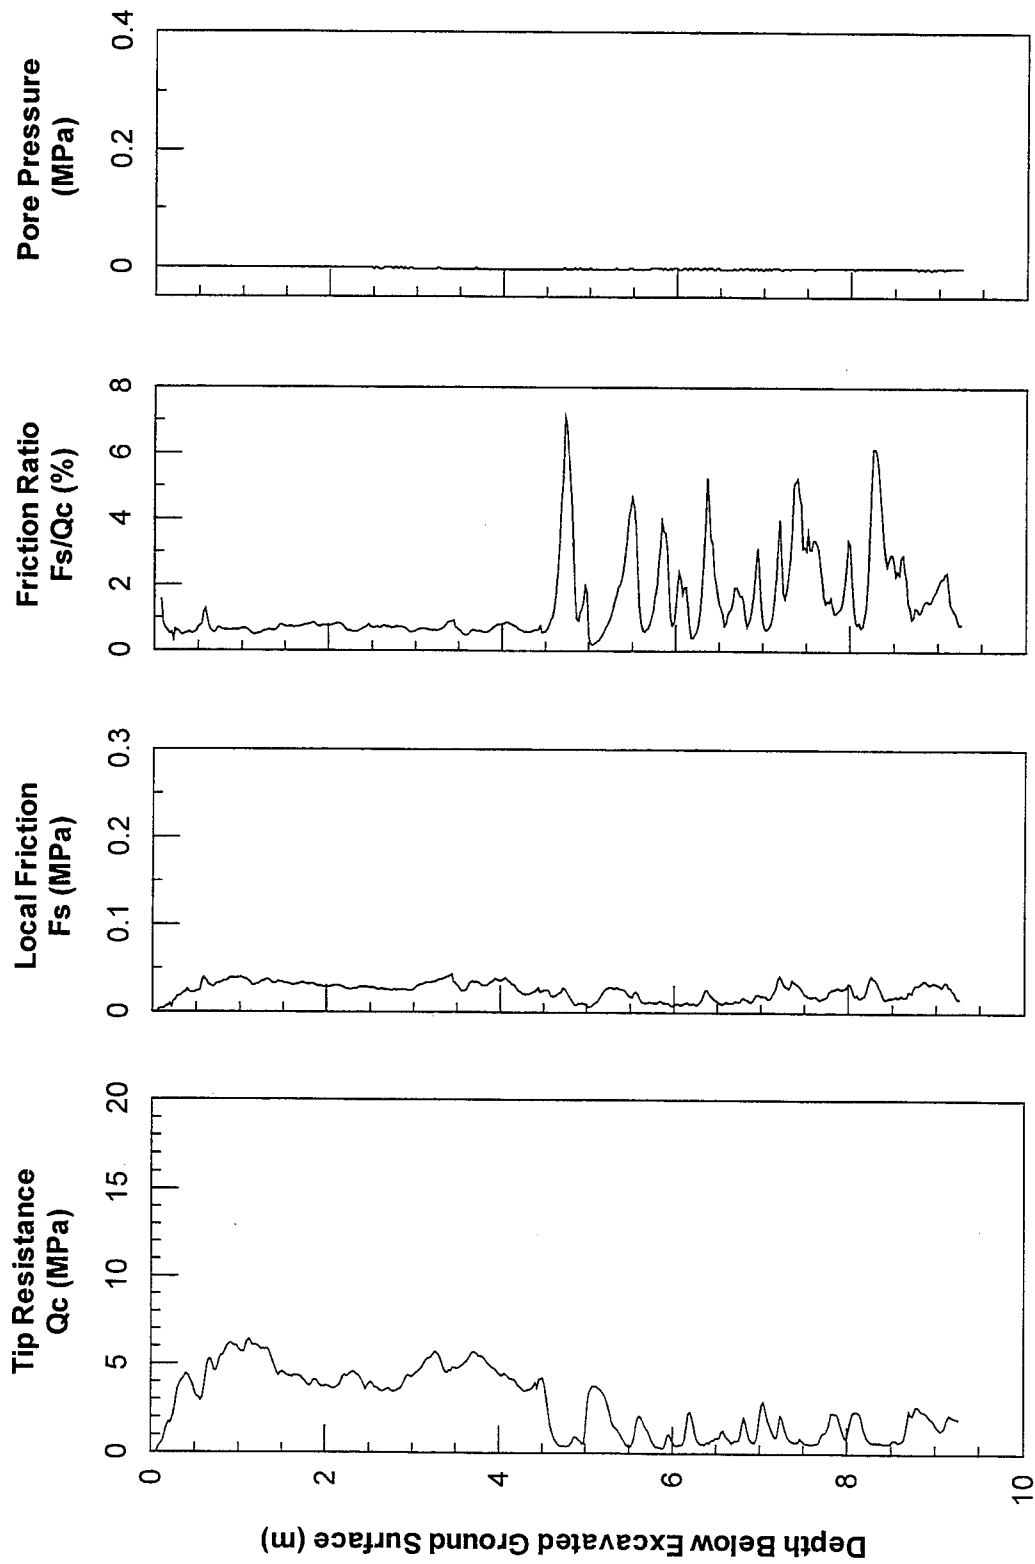 Pore Pressure
(MPa)
0
0.2
0.4
Friction Ratio
Fs/Qc (%)
0
2
4
6
8
Local Friction
Fs (MPa)
0
0.1
0.2
0.3
Tip Resistance
Qc (MPa)
0
5
10
15
20
0
2
4
6
8
10
Depth Below Excavated Ground Surface (m)